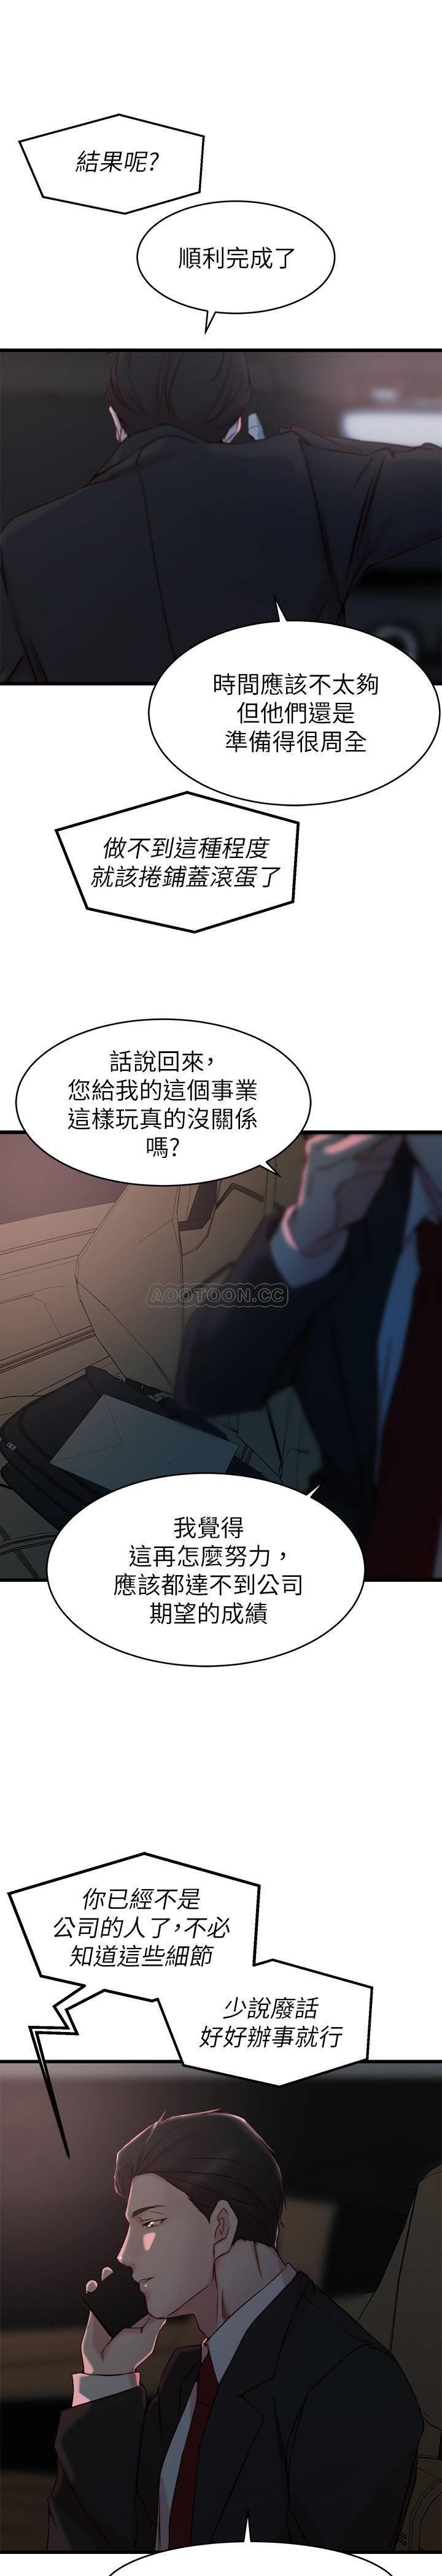 結果呢?
順利完成了
時間應該不太夠
但他們還是
準備得很周全
做不到這種程度
就該捲鋪蓋滾蛋了
話說回來,
您給我的這個事業
這樣玩真的沒關係
嗎?
AOOTOON.CC
我覺得
這再怎麼努力,
應該都達不到公司
期望的成績
你已經不是
公司的人了,不必
知道這些細節
少說廢話
好好辦事就行